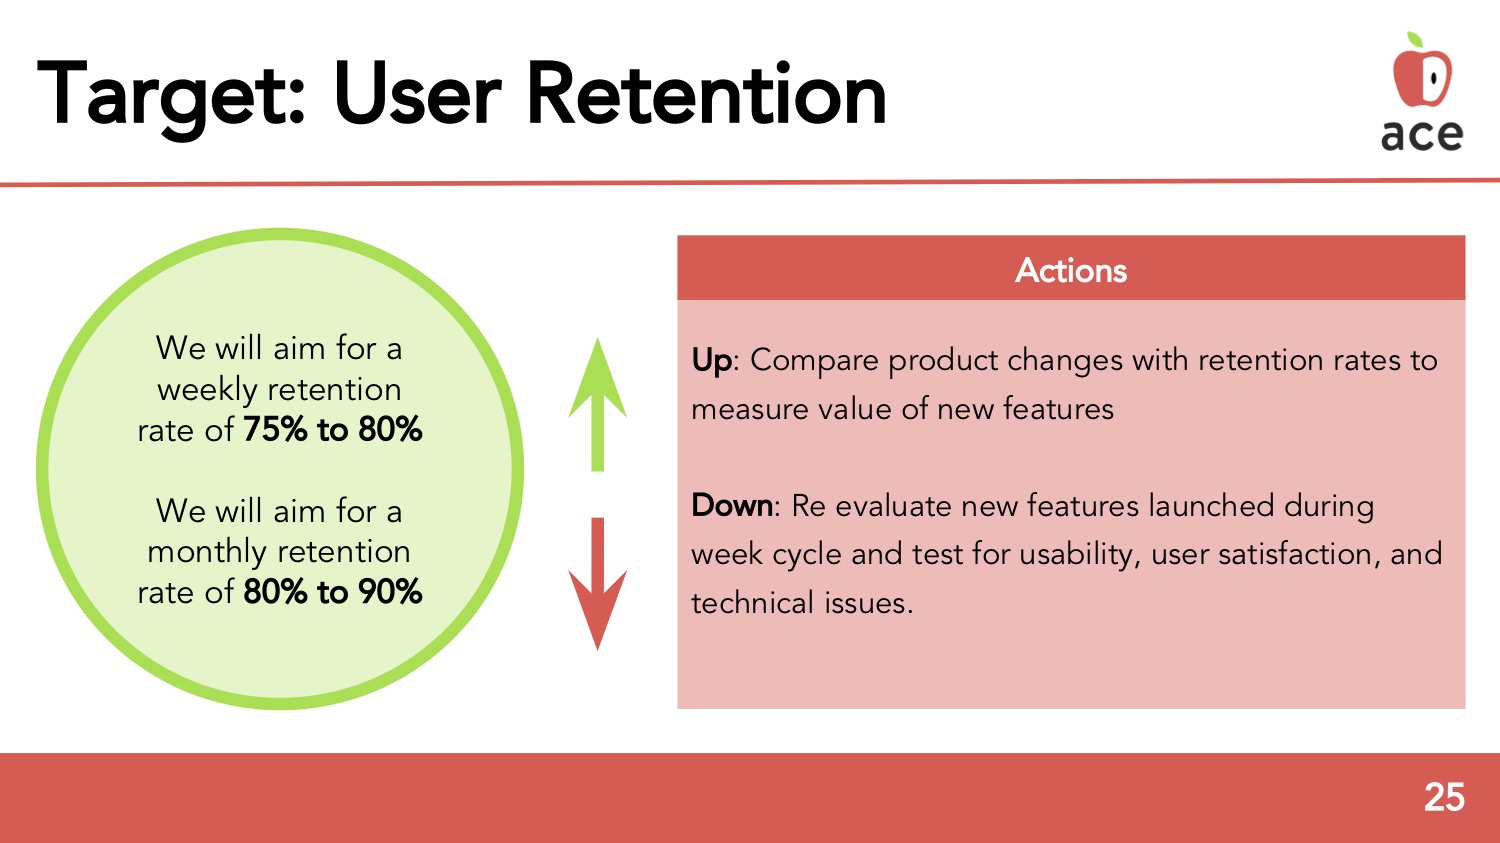 Target: User Retention
ace
We will aim for a
weekly retention
rate of 75% to 80%
We will aim for a
monthly retention
rate of 80% to 90%
Actions
Up: Compare product changes with retention rates to
measure value of new features
Down: Re evaluate new features launched during
week cycle and test for usability, user satisfaction, and
technical issues.
25